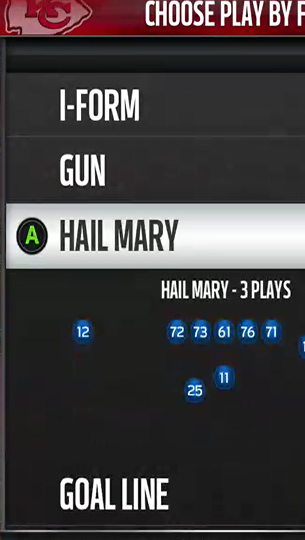 KC
CHOOSE PLAY BY F
I-FORM
GUN
A HAIL MARY
HAIL MARY - 3 PLAYS
12 72 73 61 76 71
11
25
GOAL LINE